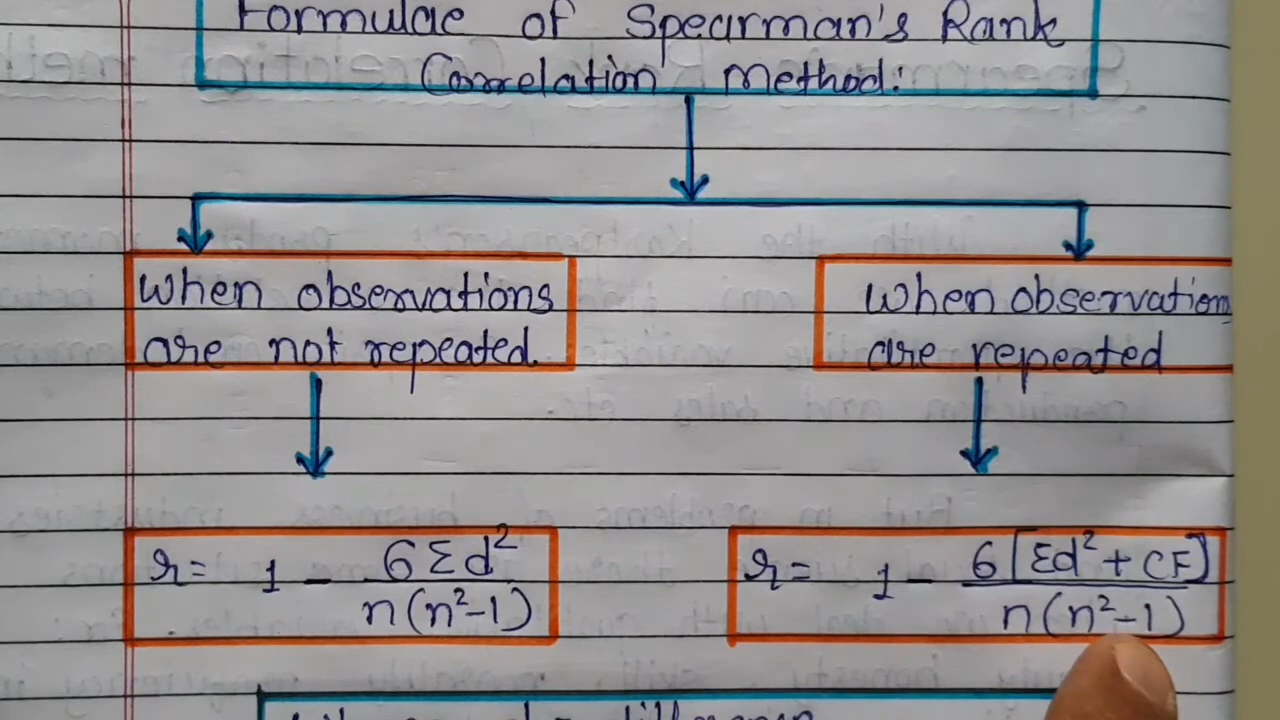 Formulae of Spearman's Rank
Correlation Method:
When observations
are not repeated.
When observation
are repeated
r = 1 - 6Σd²/n(n²-1)
r = 1 - 6[Σd² + CF]/n(n²-1)